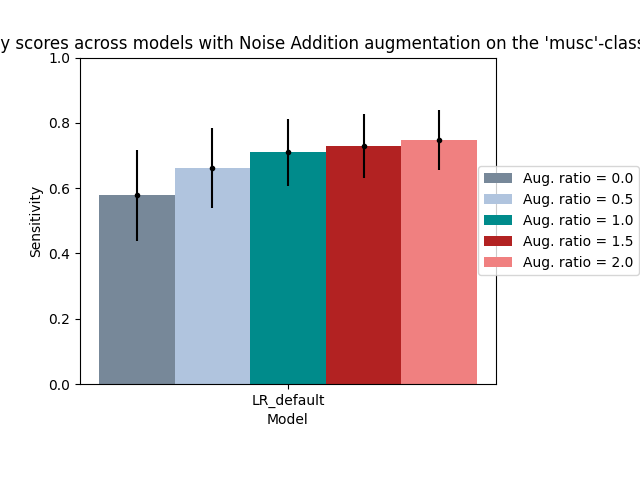 y scores across models with Noise Addition augmentation on the 'musc'-clas
1.0
0.8
0.6
0.4
0.2
0.0
Sensitivity
LR_default
Model
Aug. ratio = 0.0
Aug. ratio = 0.5
Aug. ratio = 1.0
Aug. ratio = 1.5
Aug. ratio = 2.0